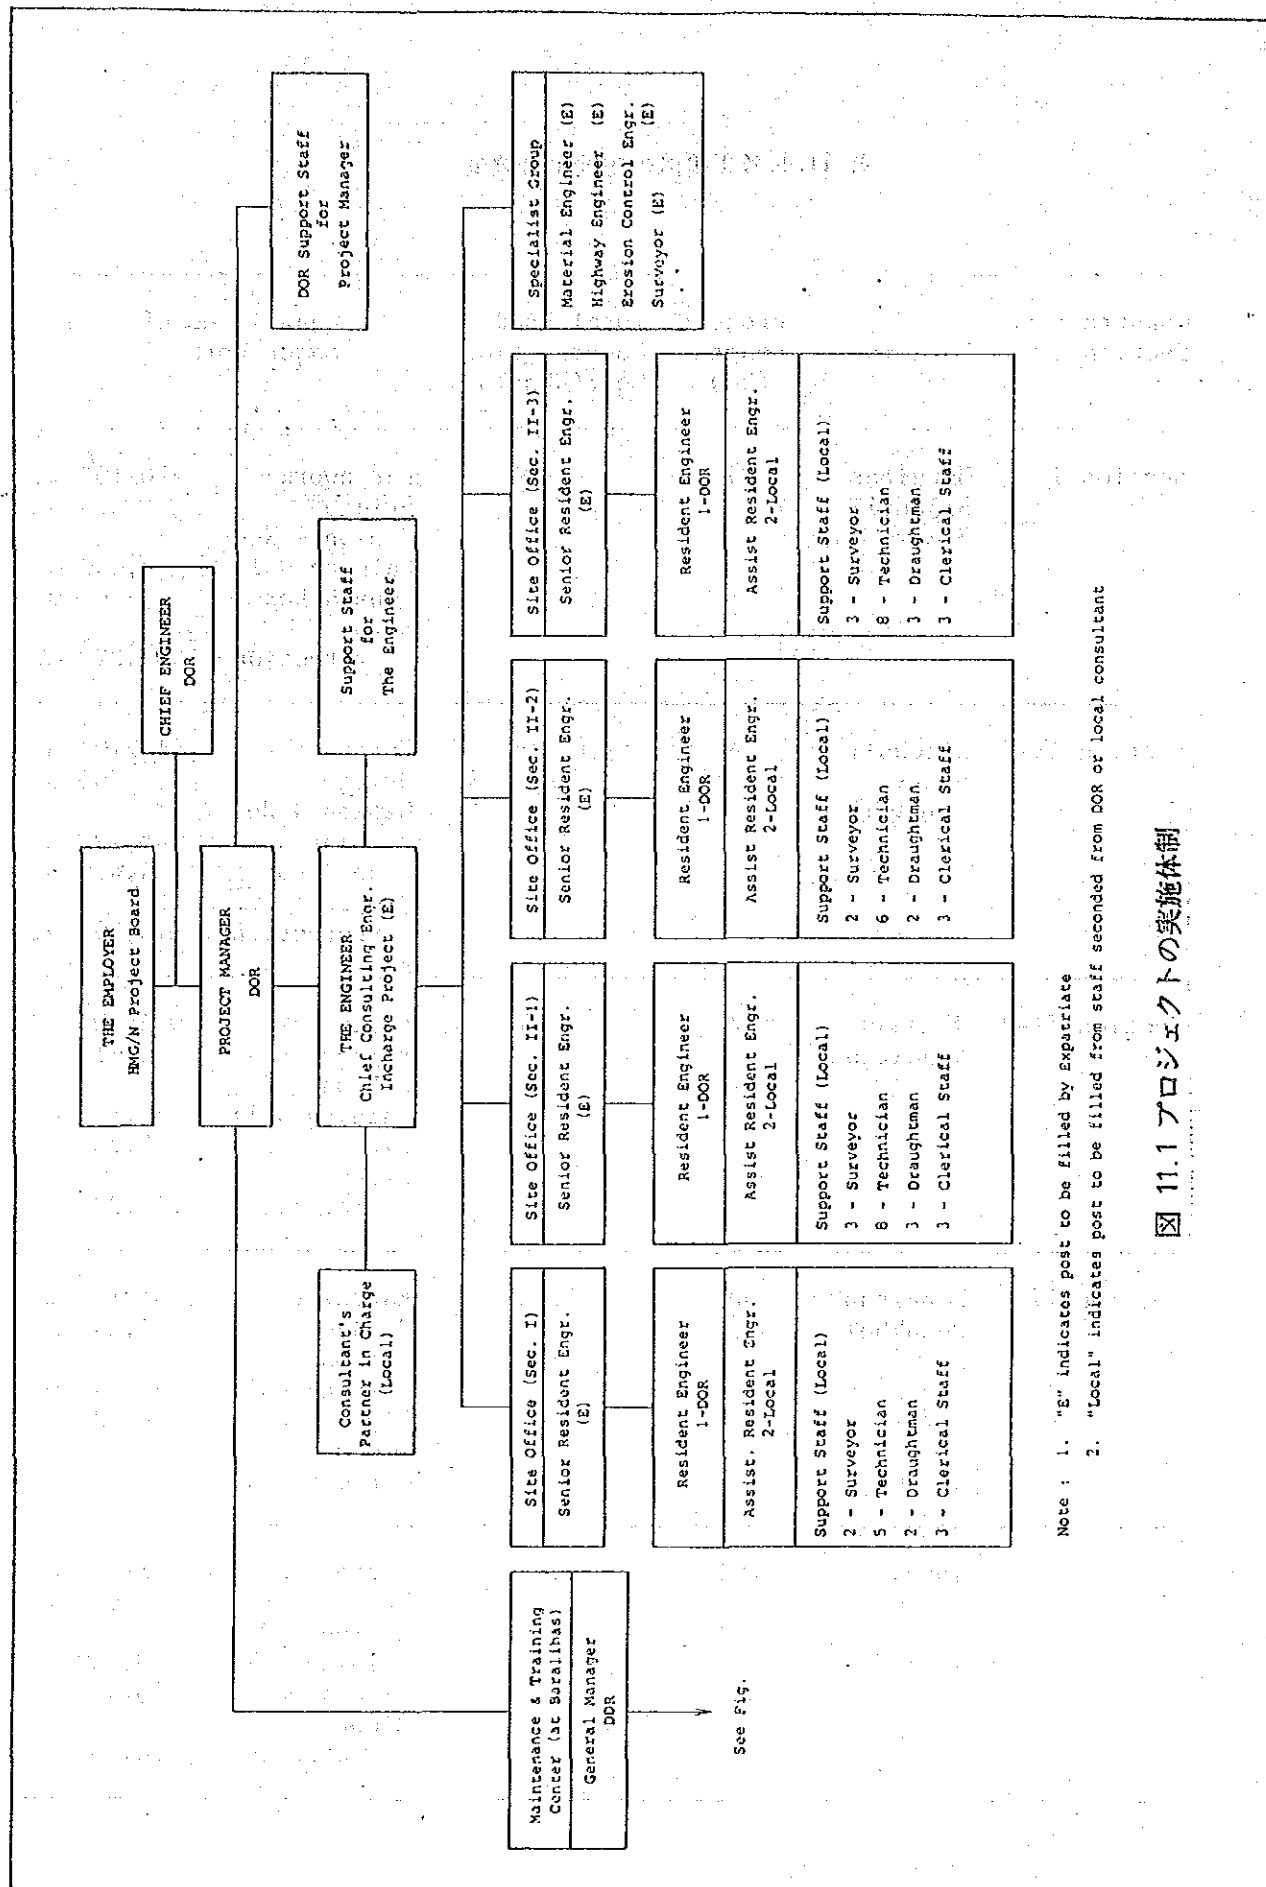 THE EMPLOYER
HMG/N Project Board
CHIEF ENGINEER
DOR
PROJECT MANAGER
DOR
DOR Support Staff
for
Project Manager
Consultant's
Partner in Charge
(Local)
THE ENGINEER
Chief Consulting Engr.
Incharge Project (E)
Support Staff
for
The Engineer
Maintenance & Training
Center (at Baralihas)
General Manager
DOR
See Fig.
Site Office (Sec. I)
Senior Resident Engr.
(E)
Resident Engineer
1-DOR
Assist. Resident Engr.
2-Local
Support Staff (Local)
2 - Surveyor
5 - Technician
2 - Draughtman
3 - Clerical Staff
Site Office (Sec. II-1)
Senior Resident Engr.
(E)
Resident Engineer
1-DOR
Assist Resident Engr.
2-Local
Support Staff (Local)
3 - Surveyor
8 - Technician
3 - Draughtman
3 - Clerical Staff
Site Office (Sec. II-2)
Senior Resident Engr.
(E)
Resident Engineer
1-DOR
Assist Resident Engr.
2-Local
Support Staff (Local)
2 - Surveyor
6 - Technician
2 - Draughtman
3 - Clerical Staff
Site Office (Sec. II-3)
Senior Resident Engr.
(E)
Resident Engineer
1-DOR
Assist Resident Engr.
2-Local
Support Staff (Local)
3 - Surveyor
8 - Technician
3 - Draughtman
3 - Clerical Staff
Specialist Group
Material Engineer (E)
Highway Engineer (E)
Erosion Control Engr.
(E)
Surveyor (E)
Note : 1. "E" indicates post to be filled by Expatriate
2. "Local" indicates post to be filled from staff seconded from DOR or local consultant
図 11.1 プロジェクトの実施体制